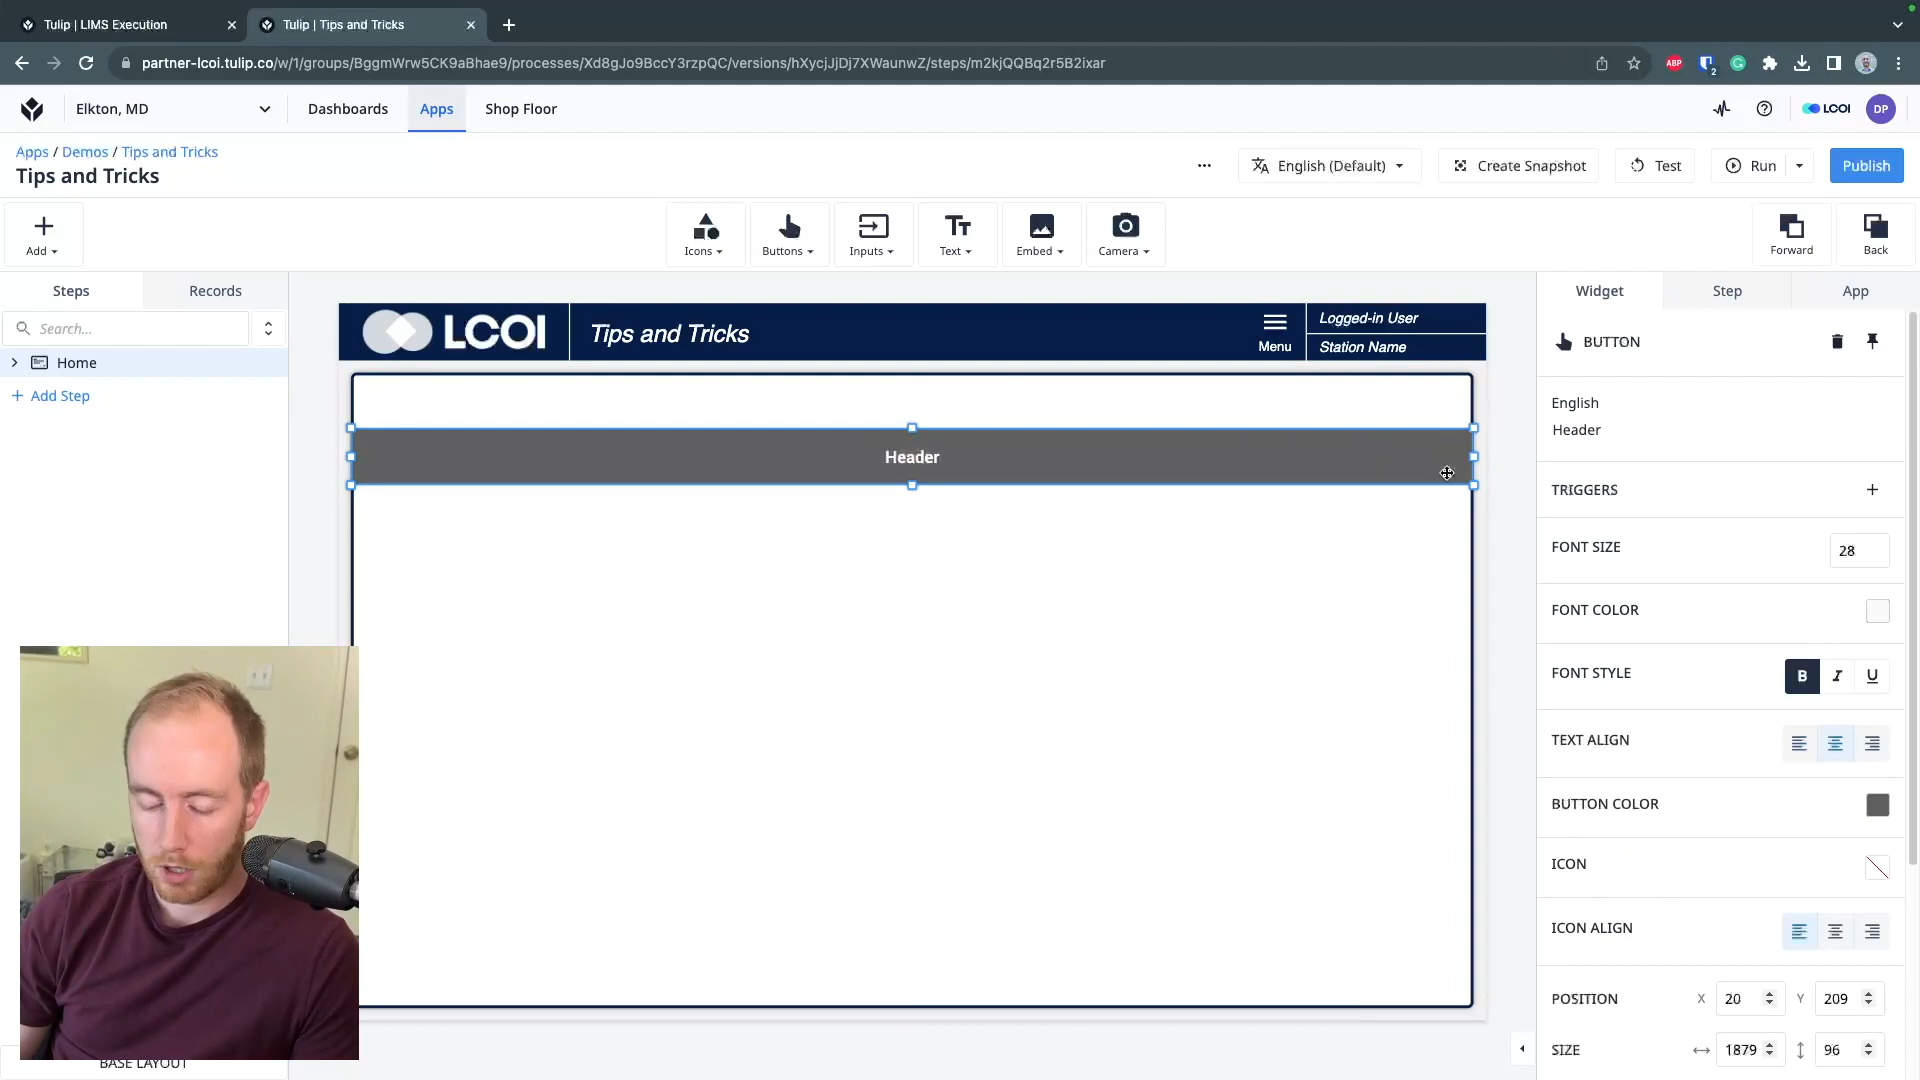 Tulip | LIMS Execution
Tulip | Tips and Tricks
partner-lcoi.tulip.co/w/1/groups/BggmWrw5CK9aBhae9/processes/Xd8gJo9BccY3rzpQC/versions/hXycjJjDj7XWaunwZ/steps/m2kjQQBq2r5B2ixar
ABP
2
Elkton, MD
Dashboards
Apps
Shop Floor
LCOI
DP
Apps / Demos / Tips and Tricks
Tips and Tricks
English (Default)
Create Snapshot
Test
Run
Publish
Add
Icons
Buttons
Inputs
Text
Embed
Camera
Forward
Back
Steps
Records
Search...
Home
+ Add Step
BASE LAYOUT
LCOI
Tips and Tricks
Menu
Logged-in User
Station Name
Header
Widget
Step
App
BUTTON
English
Header
TRIGGERS
FONT SIZE
28
FONT COLOR
FONT STYLE
B I U
TEXT ALIGN
BUTTON COLOR
ICON
ICON ALIGN
POSITION X 20 Y 209
SIZE 1879 96